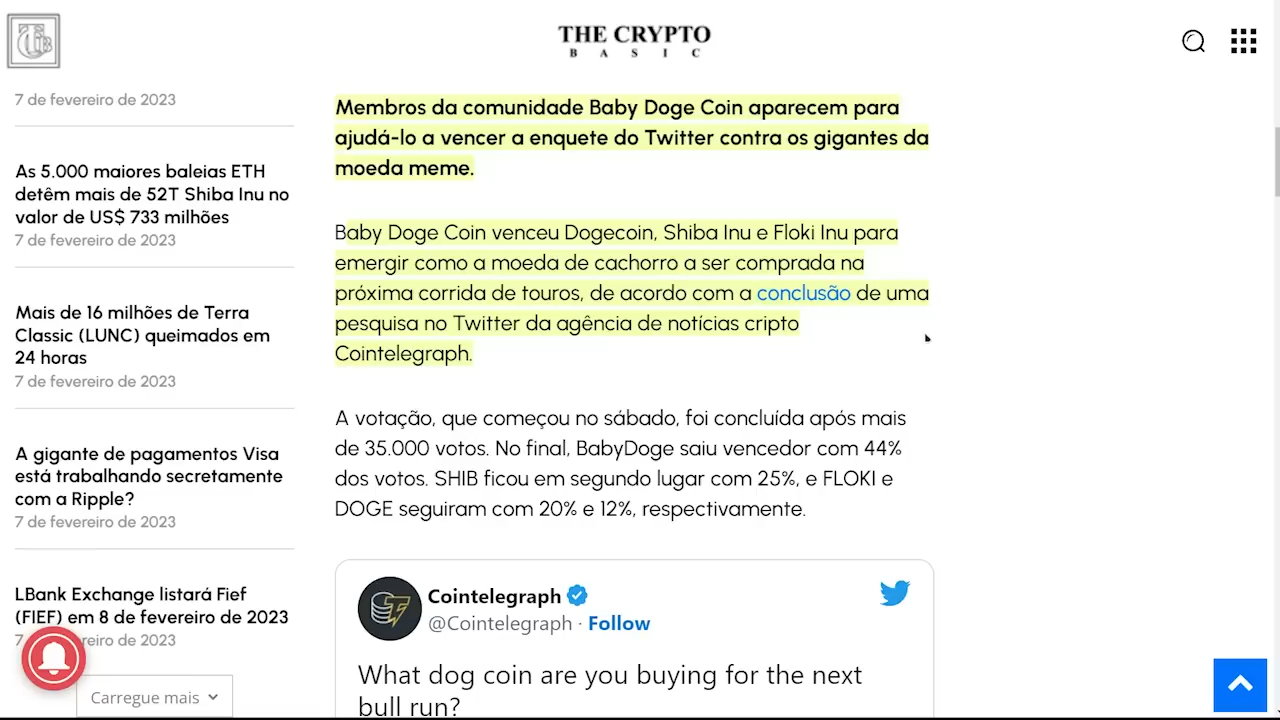 THE CRYPTO
BASIC
7 de fevereiro de 2023
As 5.000 maiores baleias ETH
detêm mais de 52T Shiba Inu no
valor de US$ 733 milhões
7 de fevereiro de 2023
Mais de 16 milhões de Terra
Classic (LUNC) queimados em
24 horas
7 de fevereiro de 2023
A gigante de pagamentos Visa
está trabalhando secretamente
com a Ripple?
7 de fevereiro de 2023
LBank Exchange listará Fief
(FIEF) em 8 de fevereiro de 2023
7 reiro de 2023
Carregue mais
Membros da comunidade Baby Doge Coin aparecem para
ajudá-lo a vencer a enquete do Twitter contra os gigantes da
moeda meme.
Baby Doge Coin venceu Dogecoin, Shiba Inu e Floki Inu para
emergir como a moeda de cachorro a ser comprada na
próxima corrida de touros, de acordo com a conclusão de uma
pesquisa no Twitter da agência de notícias cripto
Cointelegraph.
A votação, que começou no sábado, foi concluída após mais
de 35.000 votos. No final, BabyDoge saiu vencedor com 44%
dos votos. SHIB ficou em segundo lugar com 25%, e FLOKI e
DOGE seguiram com 20% e 12%, respectivamente.
Cointelegraph
@Cointelegraph · Follow
What dog coin are you buying for the next
bull run?